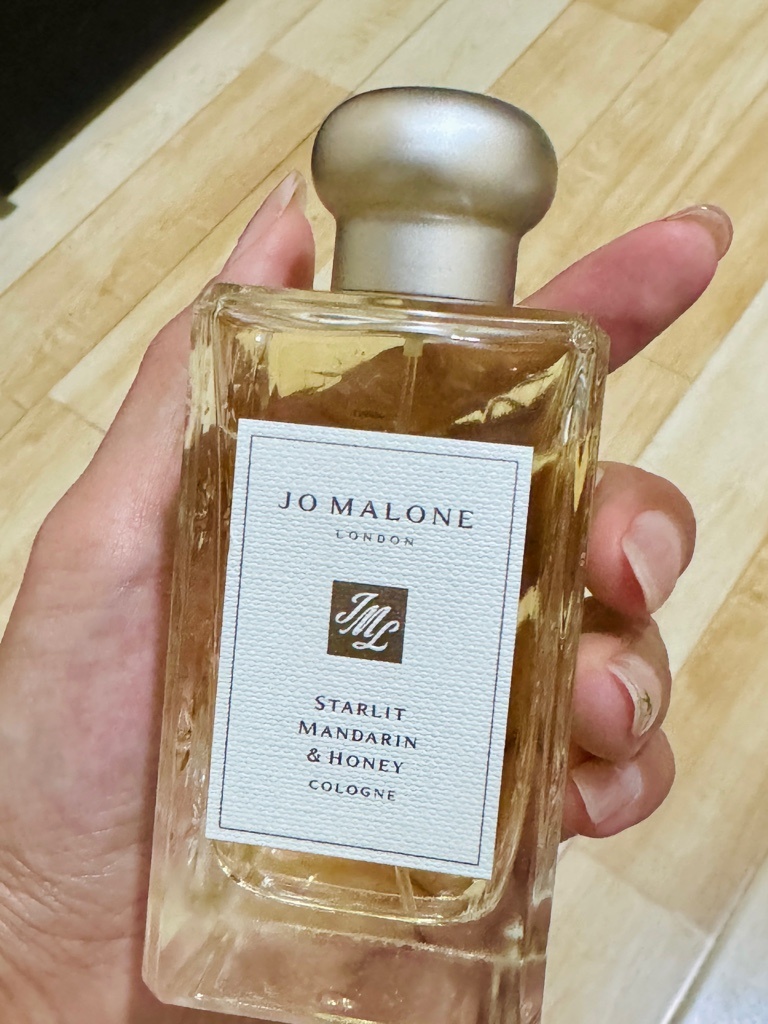 JO MALONE
LONDON
JML
STARLIT
MANDARIN
& HONEY
COLOGNE